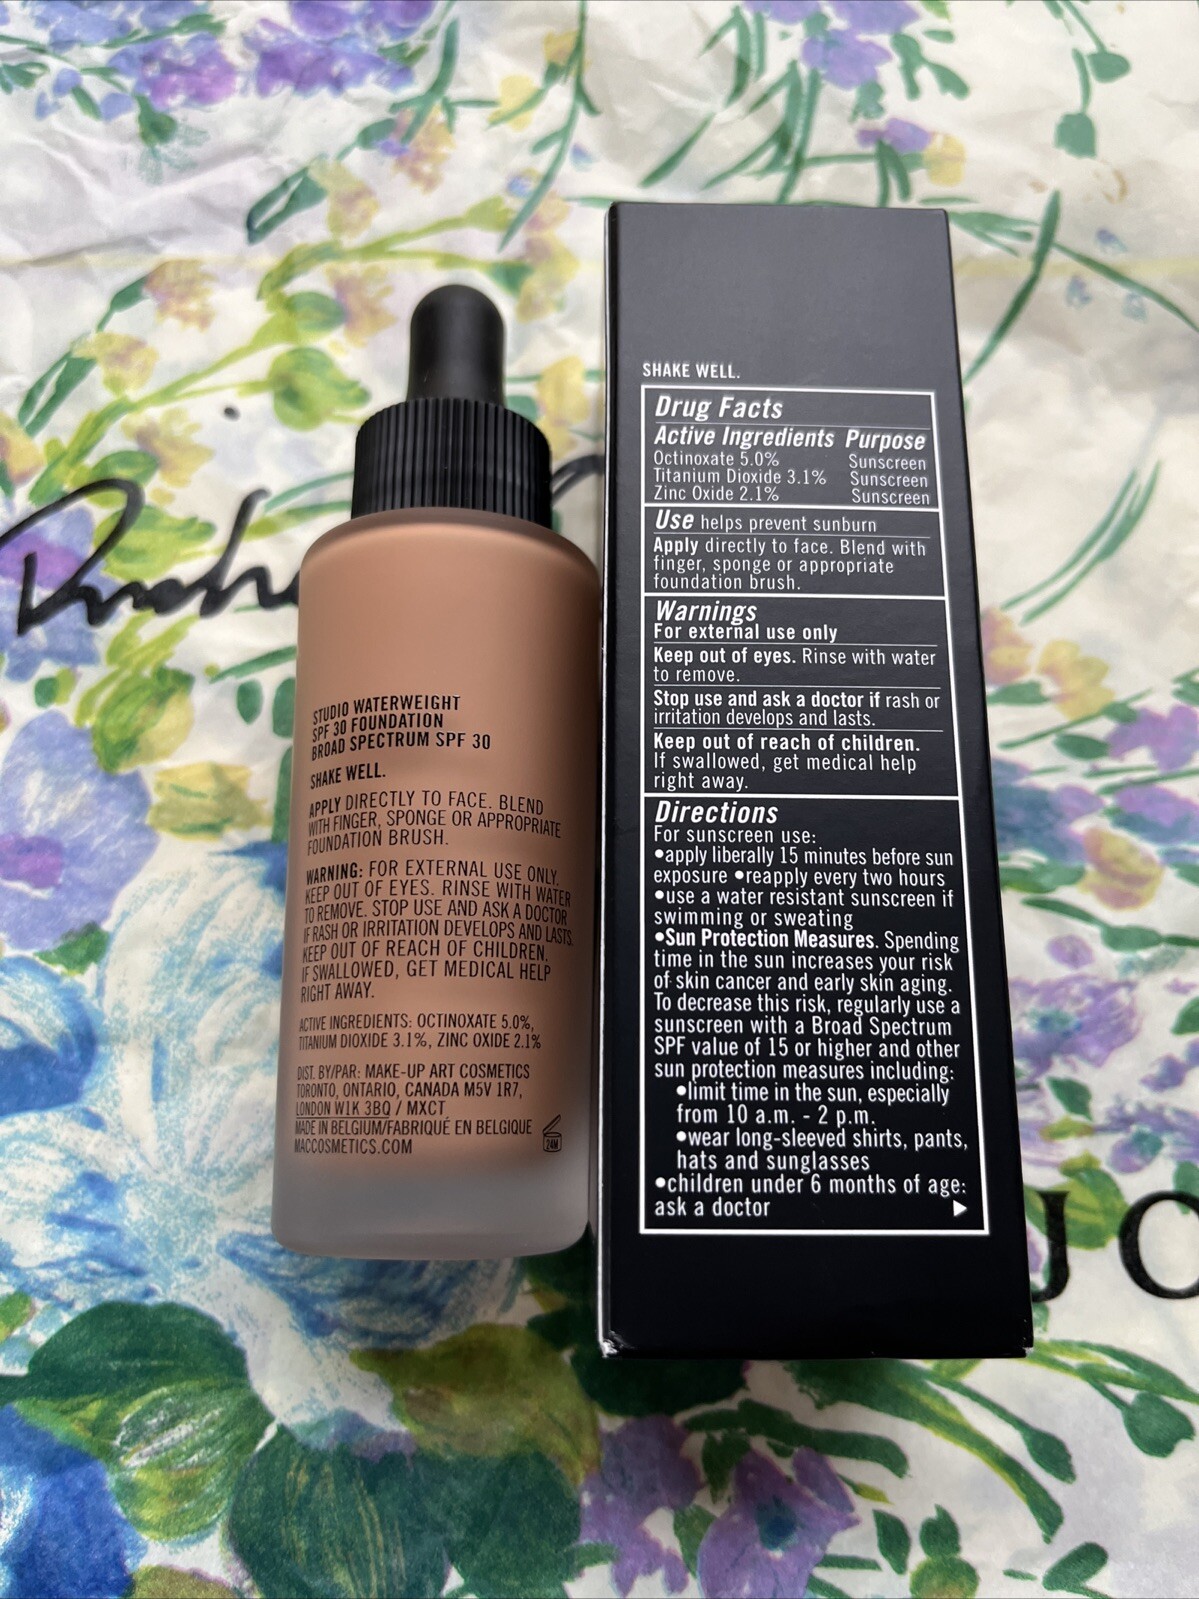 STUDIO WATERWEIGHT
SPF 30 FOUNDATION
BROAD SPECTRUM SPF 30
SHAKE WELL.
APPLY DIRECTLY TO FACE. BLEND
WITH FINGER, SPONGE OR APPROPRIATE
FOUNDATION BRUSH.
WARNING: FOR EXTERNAL USE ONLY.
KEEP OUT OF EYES. RINSE WITH WATER
TO REMOVE. STOP USE AND ASK A DOCTOR
IF RASH OR IRRITATION DEVELOPS AND LASTS.
KEEP OUT OF REACH OF CHILDREN.
IF SWALLOWED, GET MEDICAL HELP
RIGHT AWAY.
ACTIVE INGREDIENTS: OCTINOXATE 5.0%,
TITANIUM DIOXIDE 3.1%, ZINC OXIDE 2.1%
DIST. BY/PAR: MAKE-UP ART COSMETICS
TORONTO, ONTARIO, CANADA M5V 1R7,
LONDON W1K 3BQ / MXCT
MADE IN BELGIUM/FABRIQUÉ EN BELGIQUE
MACCOSMETICS.COM
24M
SHAKE WELL.
Drug Facts
Active Ingredients Purpose
Octinoxate 5.0% Sunscreen
Titanium Dioxide 3.1% Sunscreen
Zinc Oxide 2.1% Sunscreen
Use helps prevent sunburn
Apply directly to face. Blend with
finger, sponge or appropriate
foundation brush.
Warnings
For external use only
Keep out of eyes. Rinse with water
to remove.
Stop use and ask a doctor if rash or
irritation develops and lasts.
Keep out of reach of children.
If swallowed, get medical help
right away.
Directions
For sunscreen use:
•apply liberally 15 minutes before sun
exposure •reapply every two hours
•use a water resistant sunscreen if
swimming or sweating
•Sun Protection Measures. Spending
time in the sun increases your risk
of skin cancer and early skin aging.
To decrease this risk, regularly use a
sunscreen with a Broad Spectrum
SPF value of 15 or higher and other
sun protection measures including:
•limit time in the sun, especially
from 10 a.m. - 2 p.m.
•wear long-sleeved shirts, pants,
hats and sunglasses
•children under 6 months of age:
ask a doctor
JO